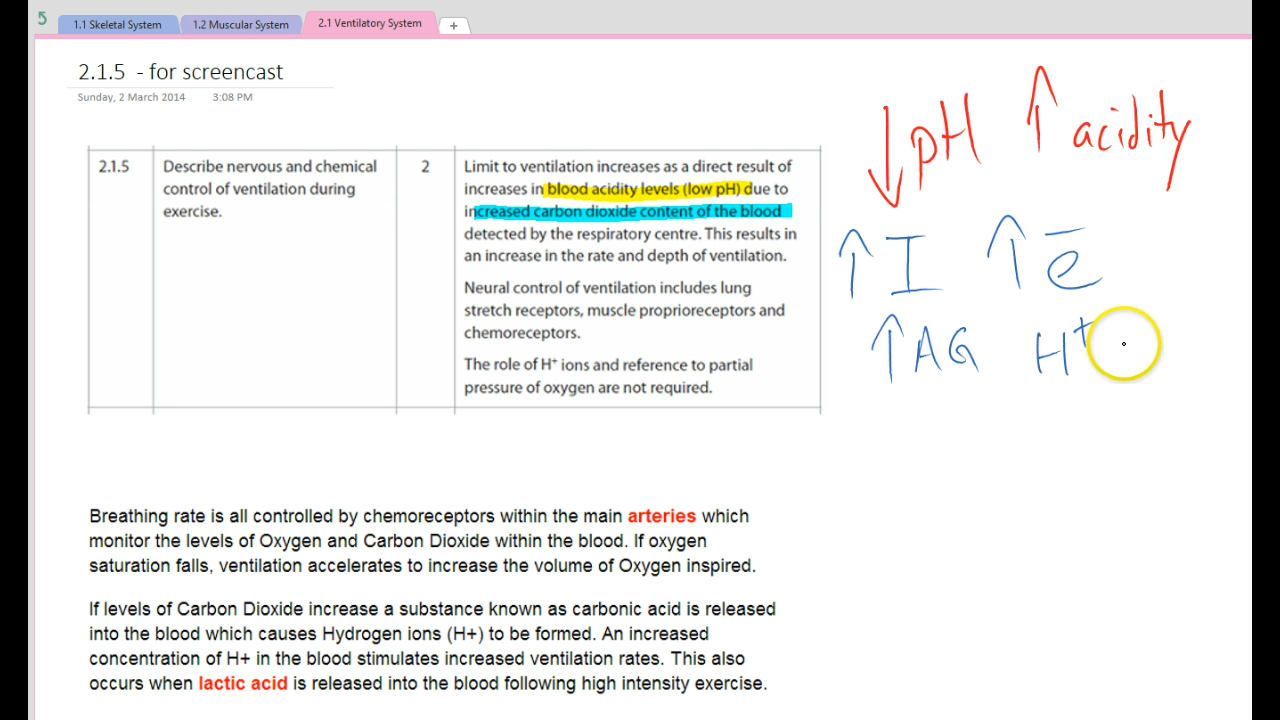 1.1 Skeletal System
1.2 Muscular System
2.1 Ventilatory System
+
2.1.5 - for screencast
Sunday, 2 March 2014 3:08 PM
2.1.5
Describe nervous and chemical
control of ventilation during
exercise.
2
Limit to ventilation increases as a direct result of
increases in blood acidity levels (low pH) due to
increased carbon dioxide content of the blood
detected by the respiratory centre. This results in
an increase in the rate and depth of ventilation.
Neural control of ventilation includes lung
stretch receptors, muscle proprioreceptors and
chemoreceptors.
The role of H⁺ ions and reference to partial
pressure of oxygen are not required.
↓ pH ↑ acidity
↑ I ↑ e̅
↑ AG H⁺
Breathing rate is all controlled by chemoreceptors within the main arteries which
monitor the levels of Oxygen and Carbon Dioxide within the blood. If oxygen
saturation falls, ventilation accelerates to increase the volume of Oxygen inspired.
If levels of Carbon Dioxide increase a substance known as carbonic acid is released
into the blood which causes Hydrogen ions (H+) to be formed. An increased
concentration of H+ in the blood stimulates increased ventilation rates. This also
occurs when lactic acid is released into the blood following high intensity exercise.